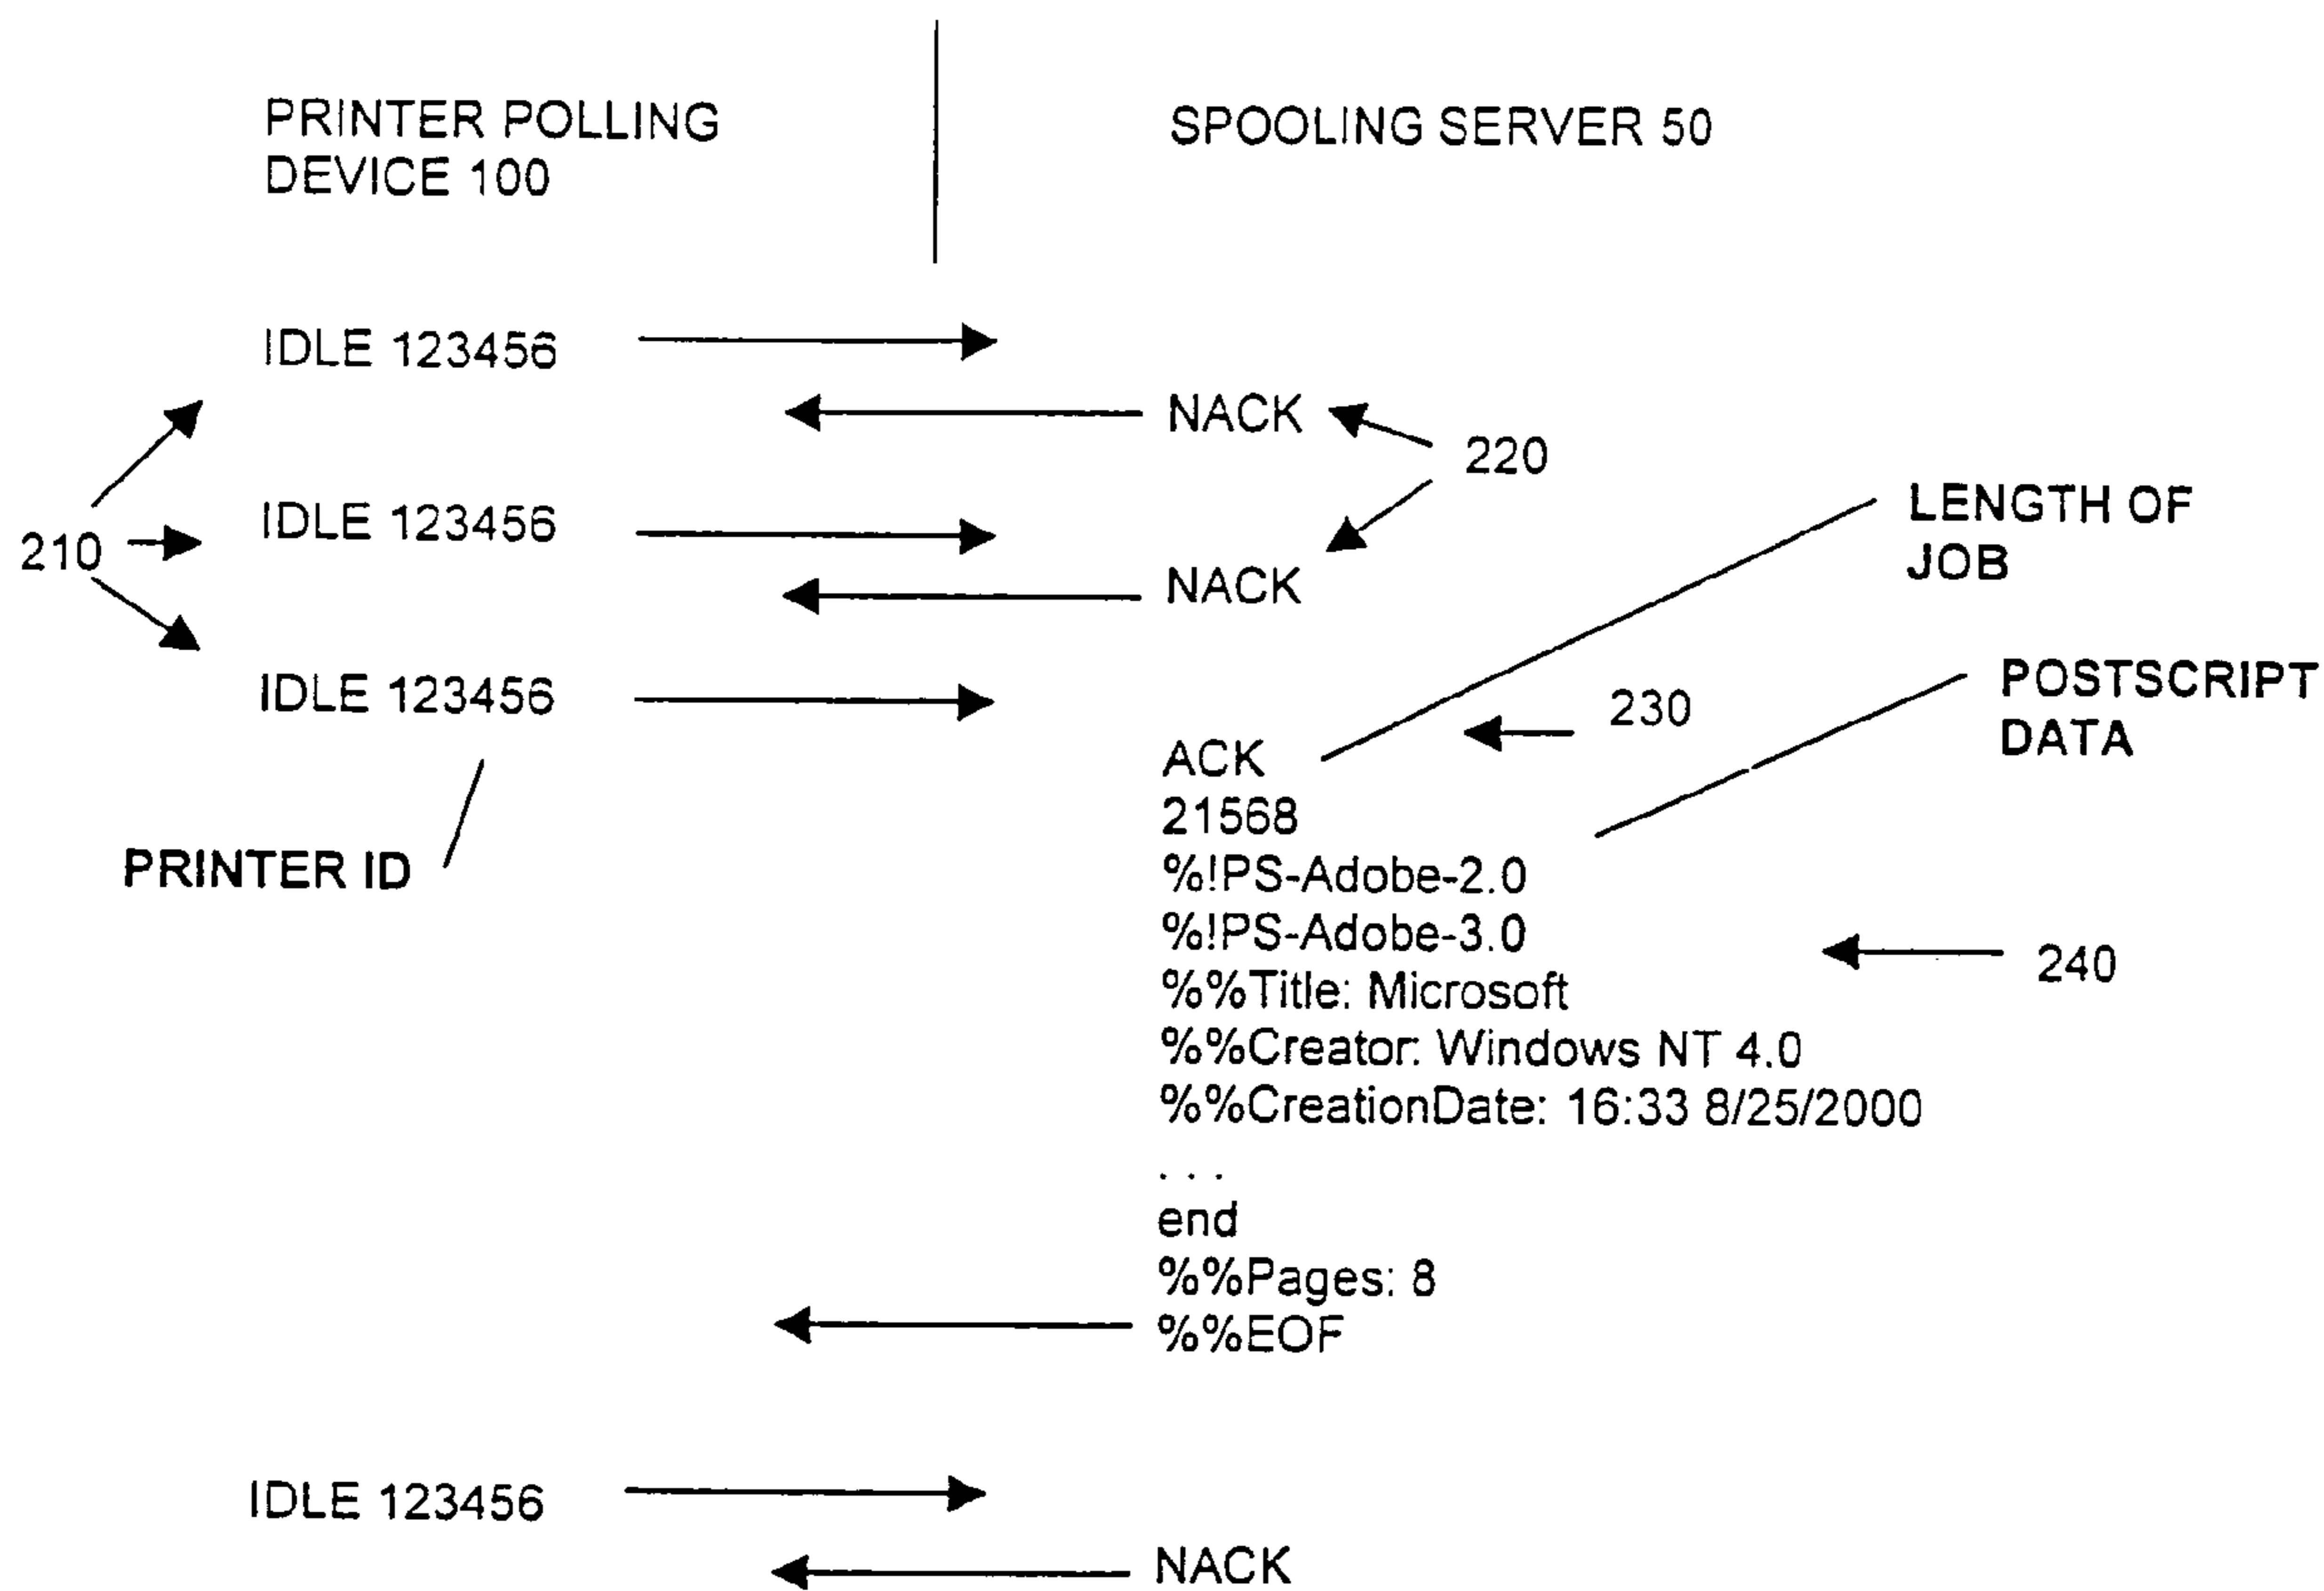 PRINTER POLLING
DEVICE 100
SPOOLING SERVER 50
IDLE 123456
NACK
220
210
IDLE 123456
NACK
LENGTH OF
JOB
IDLE 123456
230
POSTSCRIPT
DATA
PRINTER ID
ACK
21568
%!PS-Adobe-2.0
%!PS-Adobe-3.0
%%Title: Microsoft
%%Creator: Windows NT 4.0
%%CreationDate: 16:33 8/25/2000
240
. . .
end
%%Pages: 8
%%EOF
IDLE 123456
NACK